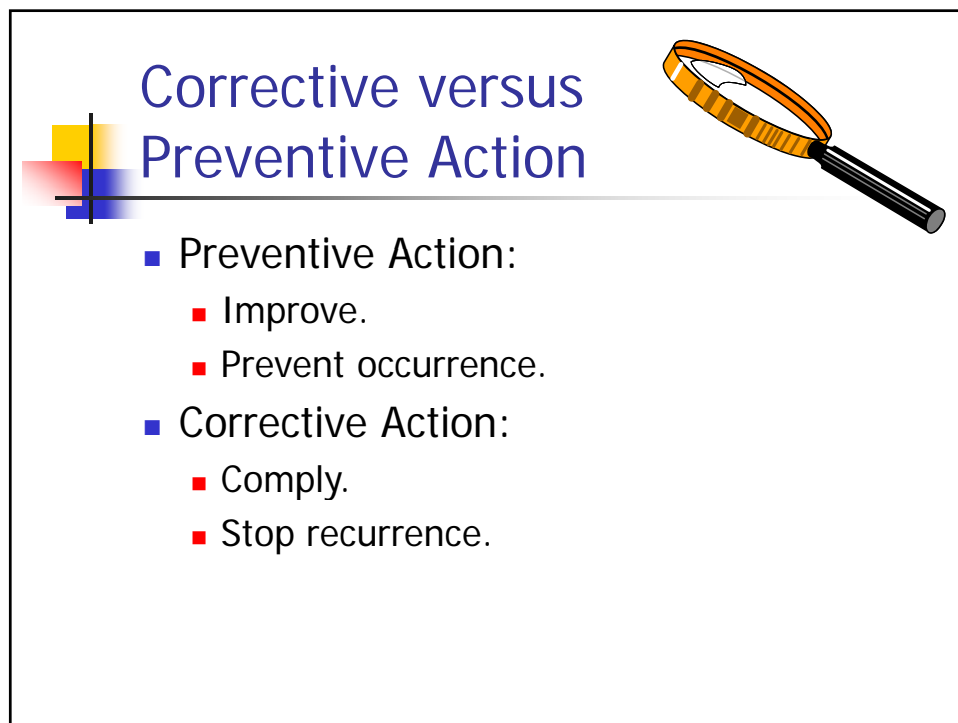 Corrective versus
Preventive Action
Preventive Action:
Improve.
Prevent occurrence.
Corrective Action:
Comply.
Stop recurrence.